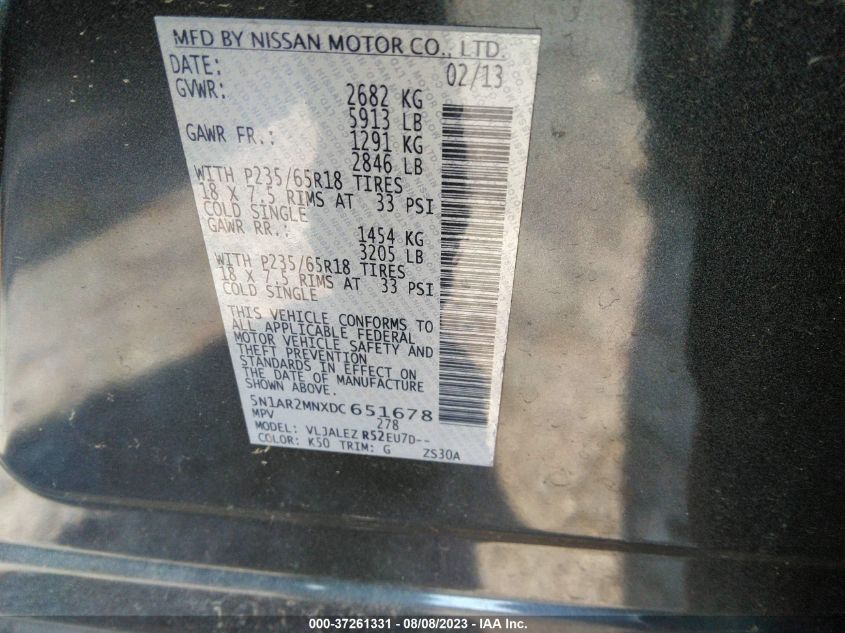 MFD BY NISSAN MOTOR CO., LTD.
DATE: 02/13
GVWR: 2682 KG
5913 LB
GAWR FR.: 1291 KG
2846 LB
WITH P235/65R18 TIRES
18 X 7.5 RIMS AT 33 PSI
COLD SINGLE
GAWR RR.: 1454 KG
3205 LB
WITH P235/65R18 TIRES
18 X 7.5 RIMS AT 33 PSI
COLD SINGLE
THIS VEHICLE CONFORMS TO
ALL APPLICABLE FEDERAL
MOTOR VEHICLE SAFETY AND
THEFT PREVENTION
STANDARDS IN EFFECT ON
THE DATE OF MANUFACTURE
SHOWN ABOVE.
5N1AR2MNXDC 651678
MPV 278
MODEL: VLJALEZ R52EU7D--
COLOR: K50 TRIM: G ZS30A
000-37261331 - 08/08/2023 - © IAA Inc.